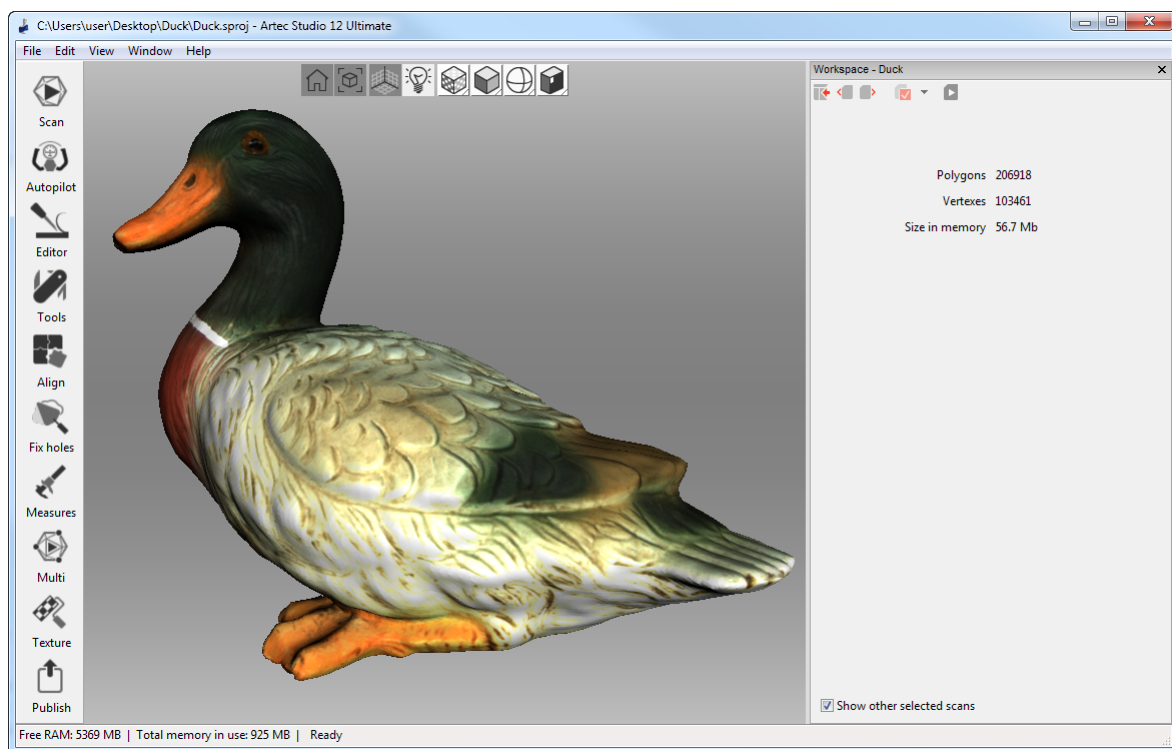 C:\Users\user\Desktop\Duck\Duck.sproj - Artec Studio 12 Ultimate
File Edit View Window Help
Scan
Autopilot
Editor
Tools
Align
Fix holes
Measures
Multi
Texture
Publish
Workspace - Duck
Polygons 206918
Vertexes 103461
Size in memory 56.7 Mb
Show other selected scans
Free RAM: 5369 MB | Total memory in use: 925 MB | Ready